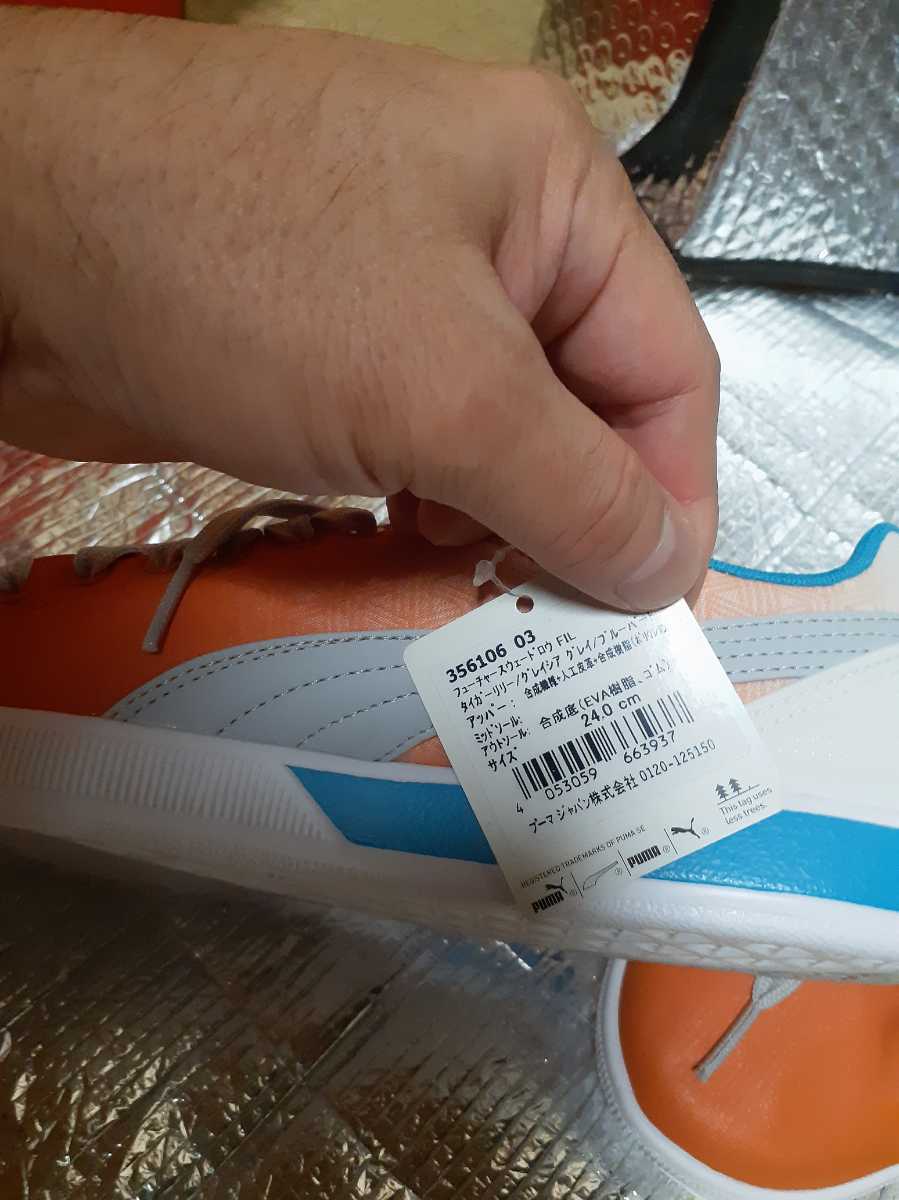 356106 03
フューチャースウェードロウ FIL
タイガーリリー/グレイシア グレイ/ブルー
アッパー: 合成繊維+人工皮革+合成樹脂(ポリウレタ
ミッドソール:
アウトソール: 合成底(EVA樹脂、ゴム)
サイズ 24.0 cm
4 053059 663937
プーマ ジャパン株式会社 0120-125150
This tag uses
less trees.
REGISTERED TRADEMARKS OF PUMA SE
PUMA ® ® PUMA ® ®